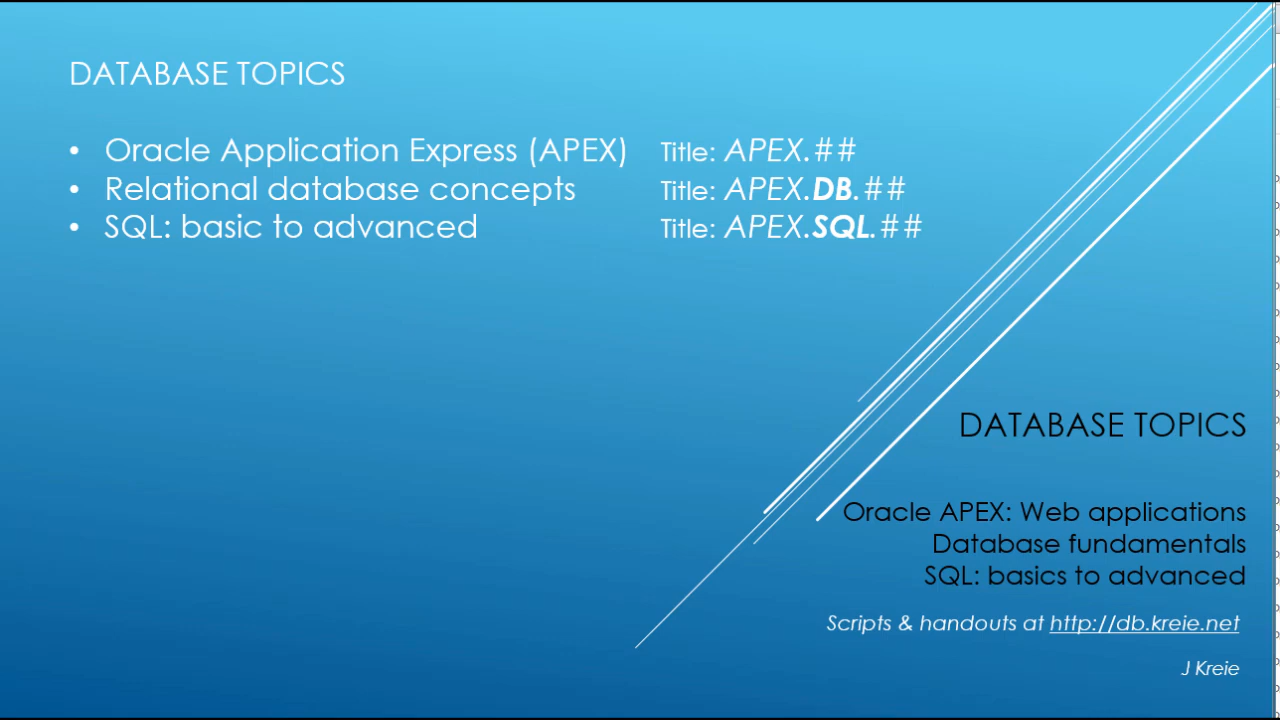 DATABASE TOPICS
• Oracle Application Express (APEX) Title: APEX.##
• Relational database concepts Title: APEX.DB.##
• SQL: basic to advanced Title: APEX.SQL.##
DATABASE TOPICS
Oracle APEX: Web applications
Database fundamentals
SQL: basics to advanced
Scripts & handouts at http://db.kreie.net
J Kreie